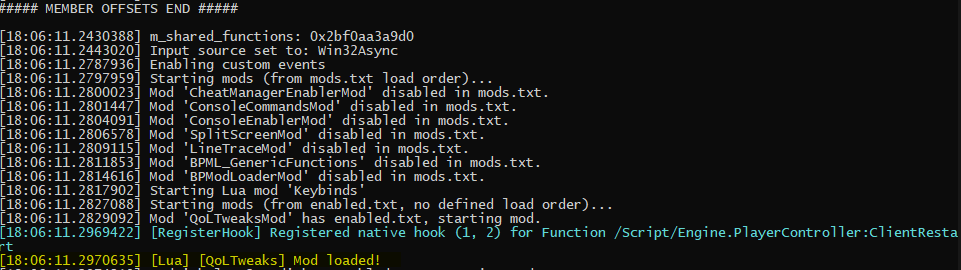 ##### MEMBER OFFSETS END #####
[18:06:11.2430388] m_shared_functions: 0x2bf0aa3a9d0
[18:06:11.2443020] Input source set to: Win32Async
[18:06:11.2787936] Enabling custom events
[18:06:11.2797959] Starting mods (from mods.txt load order)...
[18:06:11.2800023] Mod 'CheatManagerEnablerMod' disabled in mods.txt.
[18:06:11.2801447] Mod 'ConsoleCommandsMod' disabled in mods.txt.
[18:06:11.2804091] Mod 'ConsoleEnablerMod' disabled in mods.txt.
[18:06:11.2806578] Mod 'SplitScreenMod' disabled in mods.txt.
[18:06:11.2809115] Mod 'LineTraceMod' disabled in mods.txt.
[18:06:11.2811853] Mod 'BPML_GenericFunctions' disabled in mods.txt.
[18:06:11.2814616] Mod 'BPModLoaderMod' disabled in mods.txt.
[18:06:11.2817902] Starting Lua mod 'Keybinds'
[18:06:11.2827088] Starting mods (from enabled.txt, no defined load order)...
[18:06:11.2829092] Mod 'QoLTweaksMod' has enabled.txt, starting mod.
[18:06:11.2969422] [RegisterHook] Registered native hook (1, 2) for Function /Script/Engine.PlayerController:ClientResta
rt
[18:06:11.2970635] [Lua] [QoLTweaks] Mod loaded!